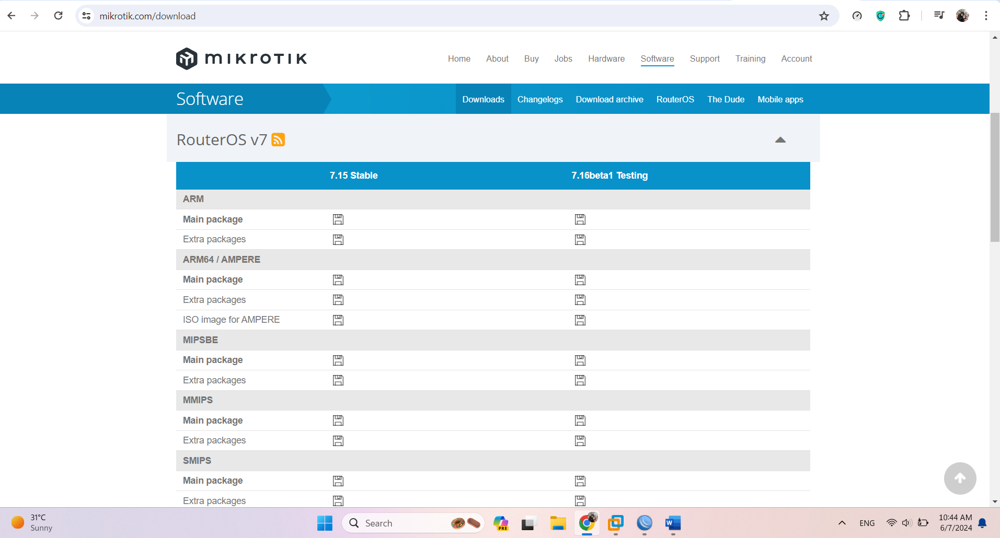 mikrotik.com/download
MIKROTIK
Home About Buy Jobs Hardware Software Support Training Account
Software
Downloads Changelogs Download archive RouterOS The Dude Mobile apps
RouterOS v7
7.15 Stable 7.16beta1 Testing
ARM
Main package
Extra packages
ARM64 / AMPERE
Main package
Extra packages
ISO image for AMPERE
MIPSBE
Main package
Extra packages
MMIPS
Main package
Extra packages
SMIPS
Main package
Extra packages
31°C
Sunny
Search
PRE
W
ENG
10:44 AM
6/7/2024